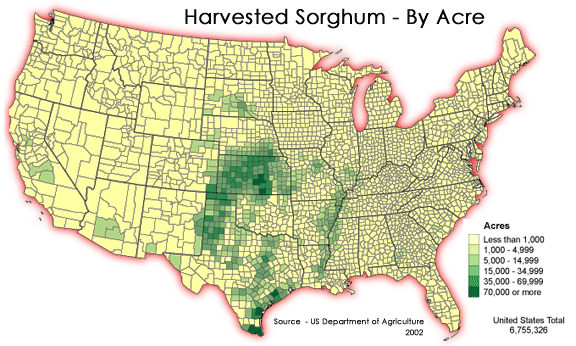 Harvested Sorghum - By Acre
Acres
Less than 1,000
1,000 - 4,999
5,000 - 14,999
15,000 - 34,999
35,000 - 69,999
70,000 or more
Source - US Department of Agriculture
2002
United States Total
6,755,326